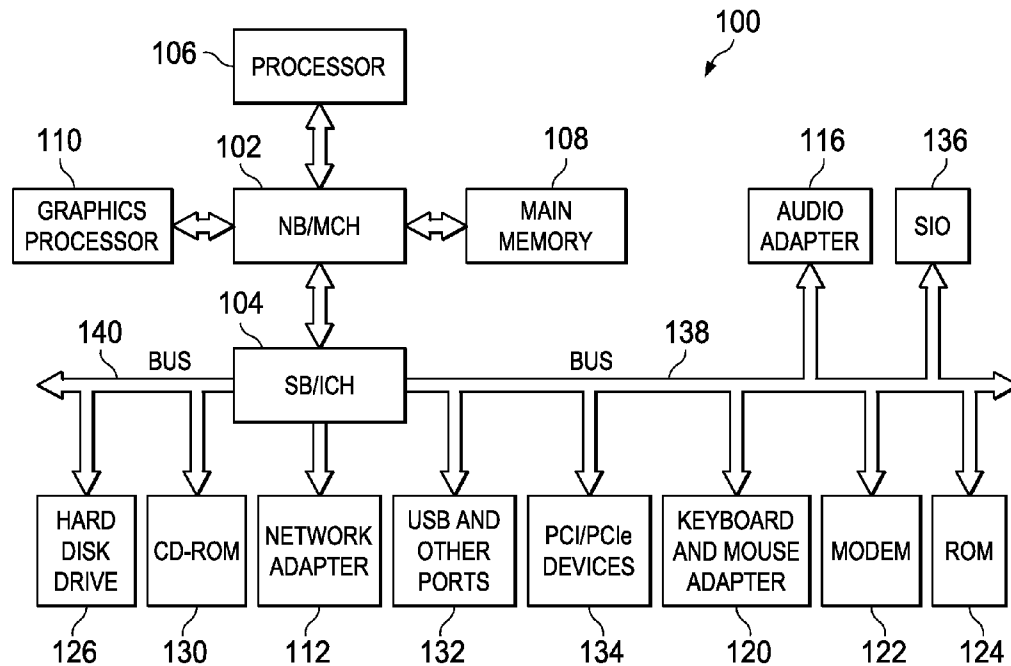 100
106
PROCESSOR
110
102
108
116
136
GRAPHICS
PROCESSOR
NB/MCH
MAIN
MEMORY
AUDIO
ADAPTER
SIO
140
104
138
BUS
SB/ICH
BUS
HARD
DISK
DRIVE
CD-ROM
NETWORK
ADAPTER
USB AND
OTHER
PORTS
PCI/PCIe
DEVICES
KEYBOARD
AND MOUSE
ADAPTER
MODEM
ROM
126
130
112
132
134
120
122
124